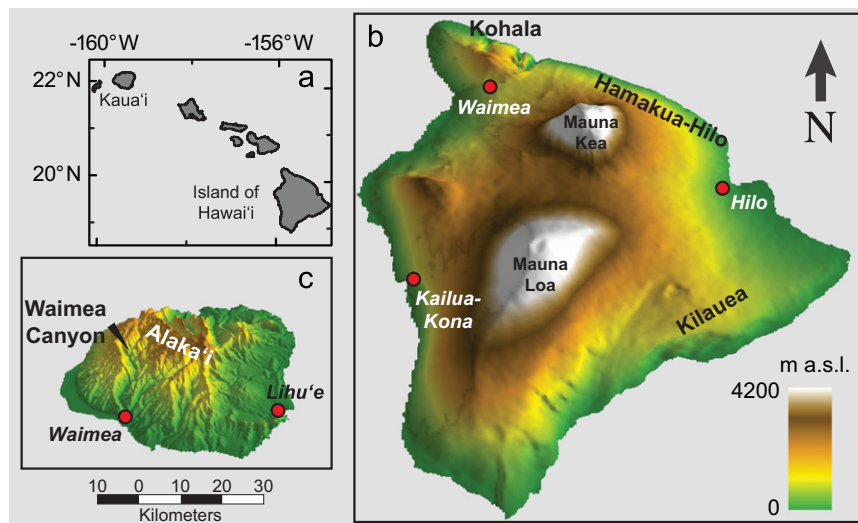 -160°W -156°W
22°N
20°N
a
Kaua‘i
Island of
Hawai‘i
b
Kohala
Waimea
Hamakua-Hilo
Mauna
Kea
N
Hilo
Mauna
Loa
Kailua-
Kona
Kilauea
m a.s.l.
4200
0
c
Waimea
Canyon
Alaka‘i
Lihu‘e
Waimea
10 0 10 20 30
Kilometers